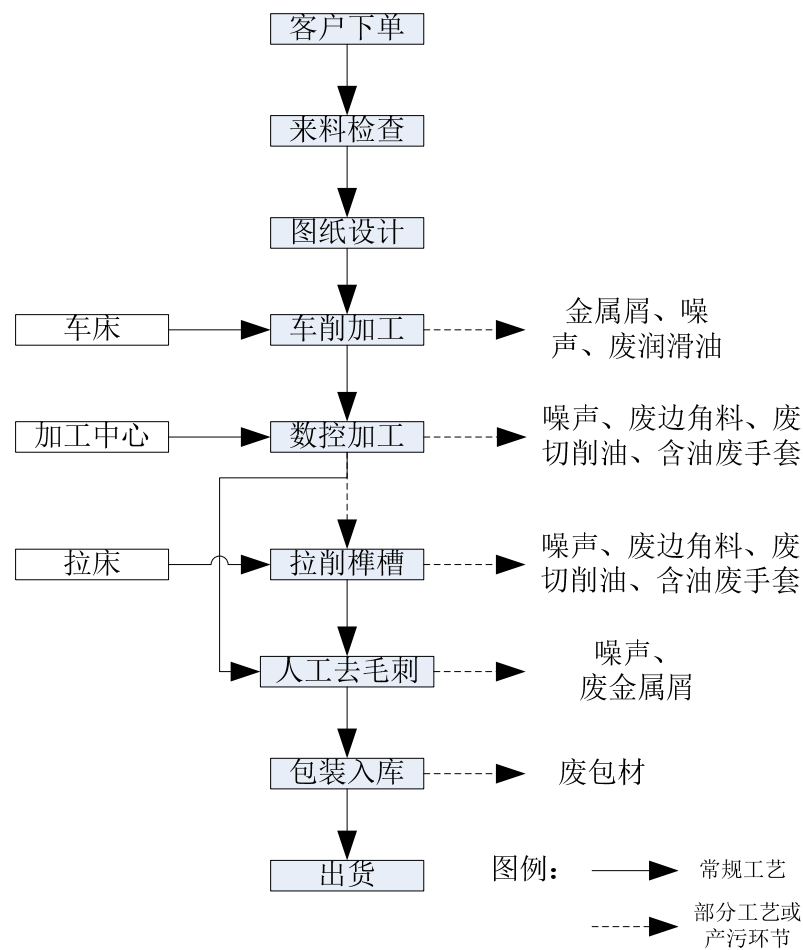 客户下单
来料检查
图纸设计
车床
车削加工
金属屑、噪
声、废润滑油
加工中心
数控加工
噪声、废边角料、废
切削油、含油废手套
拉床
拉削榫槽
噪声、废边角料、废
切削油、含油废手套
人工去毛刺
噪声、
废金属屑
包装入库
废包材
出货
图例：
常规工艺
部分工艺或
产污环节